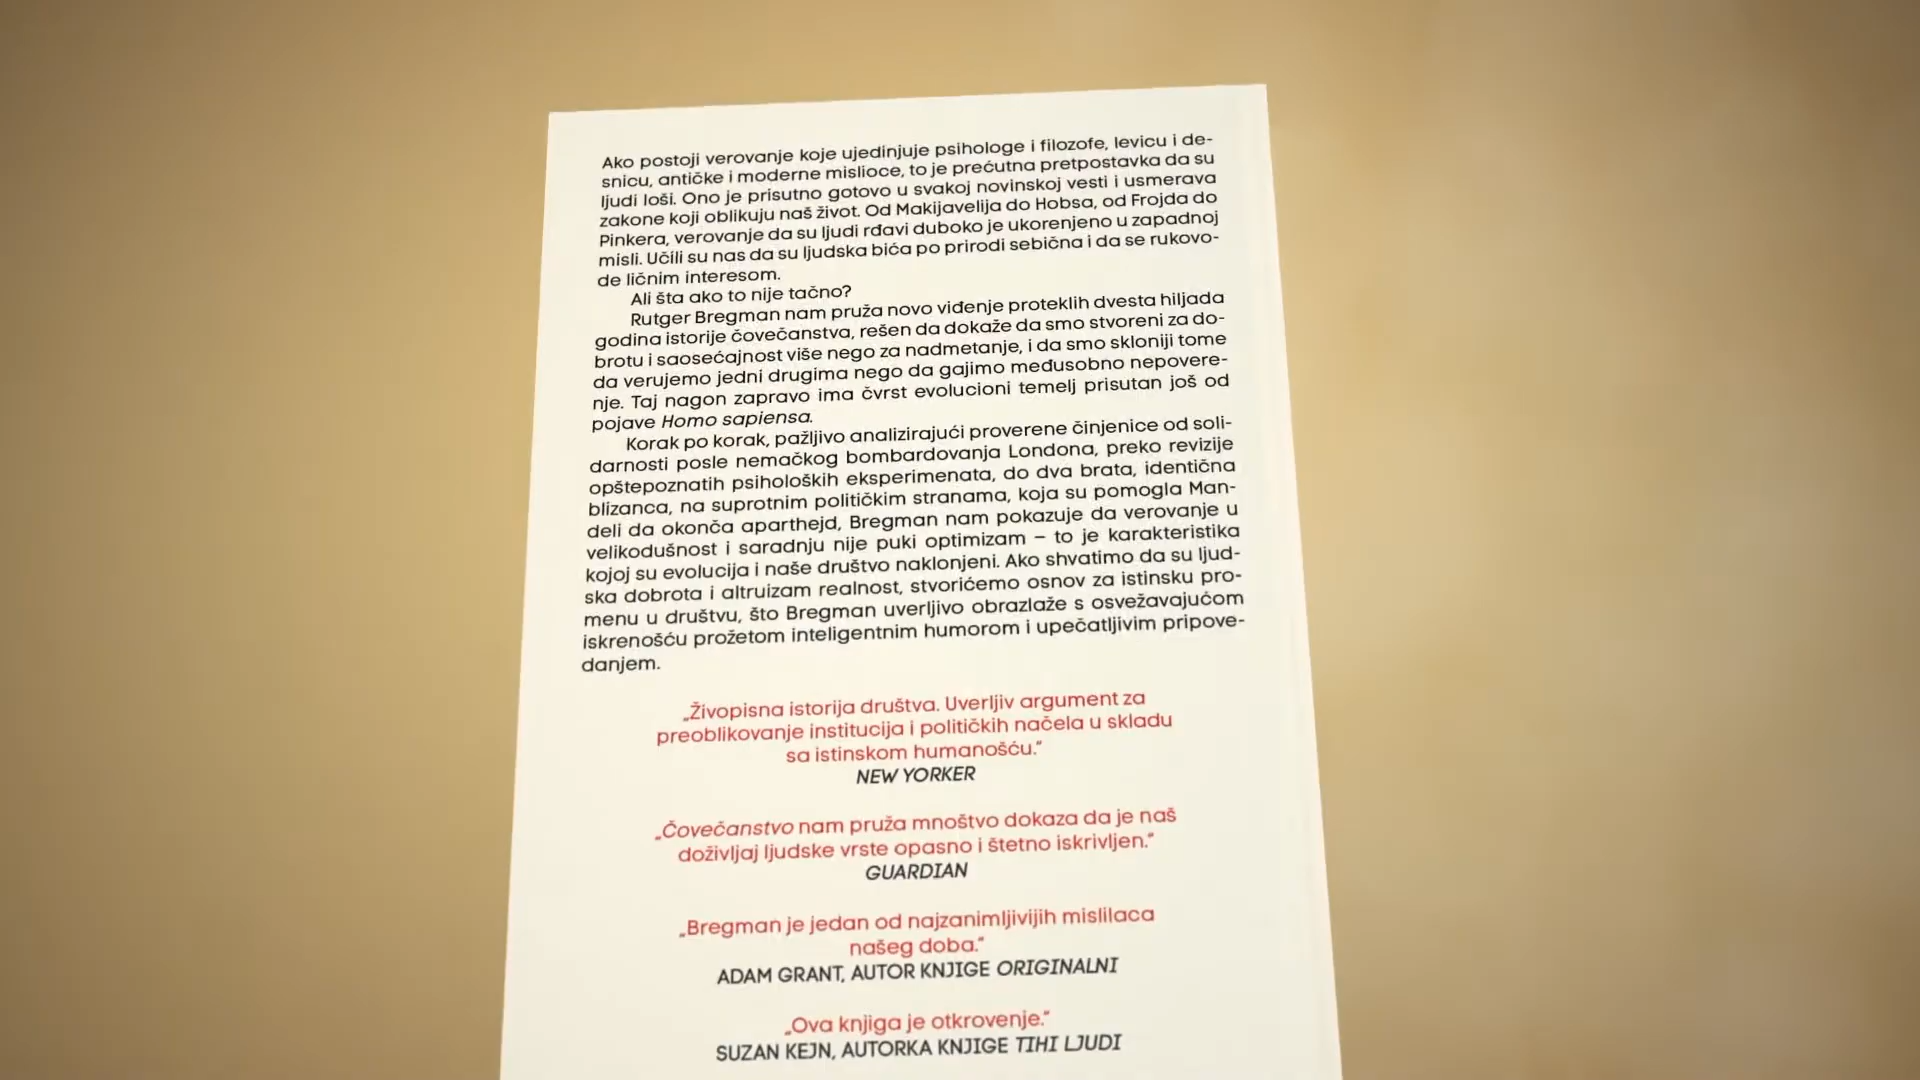 Ako postoji verovanje koje ujedinjuje psihologe i filozofe, levicu i de-
snicu, antičke i moderne mislioce, to je prećutna pretpostavka da su
ljudi loši. Ono je prisutno gotovo u svakoj novinskoj vesti i usmerava
zakone koji oblikuju naš život. Od Makijavelija do Hobsa, od Frojda do
Pinkera, verovanje da su ljudi rđavi duboko je ukorenjeno u zapadnoj
misli. Učili su nas da su ljudska bića po prirodi sebična i da se rukovo-
de ličnim interesom.
Ali šta ako to nije tačno?
Rutger Bregman nam pruža novo viđenje proteklih dvesta hiljada
godina istorije čovečanstva, rešen da dokaže da smo stvoreni za do-
brotu i saosećajnost više nego za nadmetanje, i da smo skloniji tome
da verujemo jedni drugima nego da gajimo međusobno nepovere-
nje. Taj nagon zapravo ima čvrst evolucioni temelj prisutan još od
pojave Homo sapiensa.
Korak po korak, pažljivo analizirajući proverene činjenice od soli-
darnosti posle nemačkog bombardovanja Londona, preko revizije
opštepoznatih psiholoških eksperimenata, do dva brata, identična
blizanca, na suprotnim političkim stranama, koja su pomogla Man-
deli da okonča aparthejd, Bregman nam pokazuje da verovanje u
velikodušnost i saradnju nije puki optimizam – to je karakteristika
kojoj su evolucija i naše društvo naklonjeni. Ako shvatimo da su ljud-
ska dobrota i altruizam realnost, stvorićemo osnov za istinsku pro-
menu u društvu, što Bregman uverljivo obrazlaže s osvežavajućom
iskrenošću prožetom inteligentnim humorom i upečatljivim pripove-
danjem.
„Živopisna istorija društva. Uverljiv argument za
preoblikovanje institucija i političkih načela u skladu
sa istinskom humanošću.“
NEW YORKER
„Čovečanstvo nam pruža mnoštvo dokaza da je naš
doživljaj ljudske vrste opasno i štetno iskrivljen.“
GUARDIAN
„Bregman je jedan od najzanimljivijih mislilaca
našeg doba.“
ADAM GRANT, AUTOR KNJIGE ORIGINALNI
„Ova knjiga je otkrovenje.“
SUZAN KEJN, AUTORKA KNJIGE TIHI LJUDI